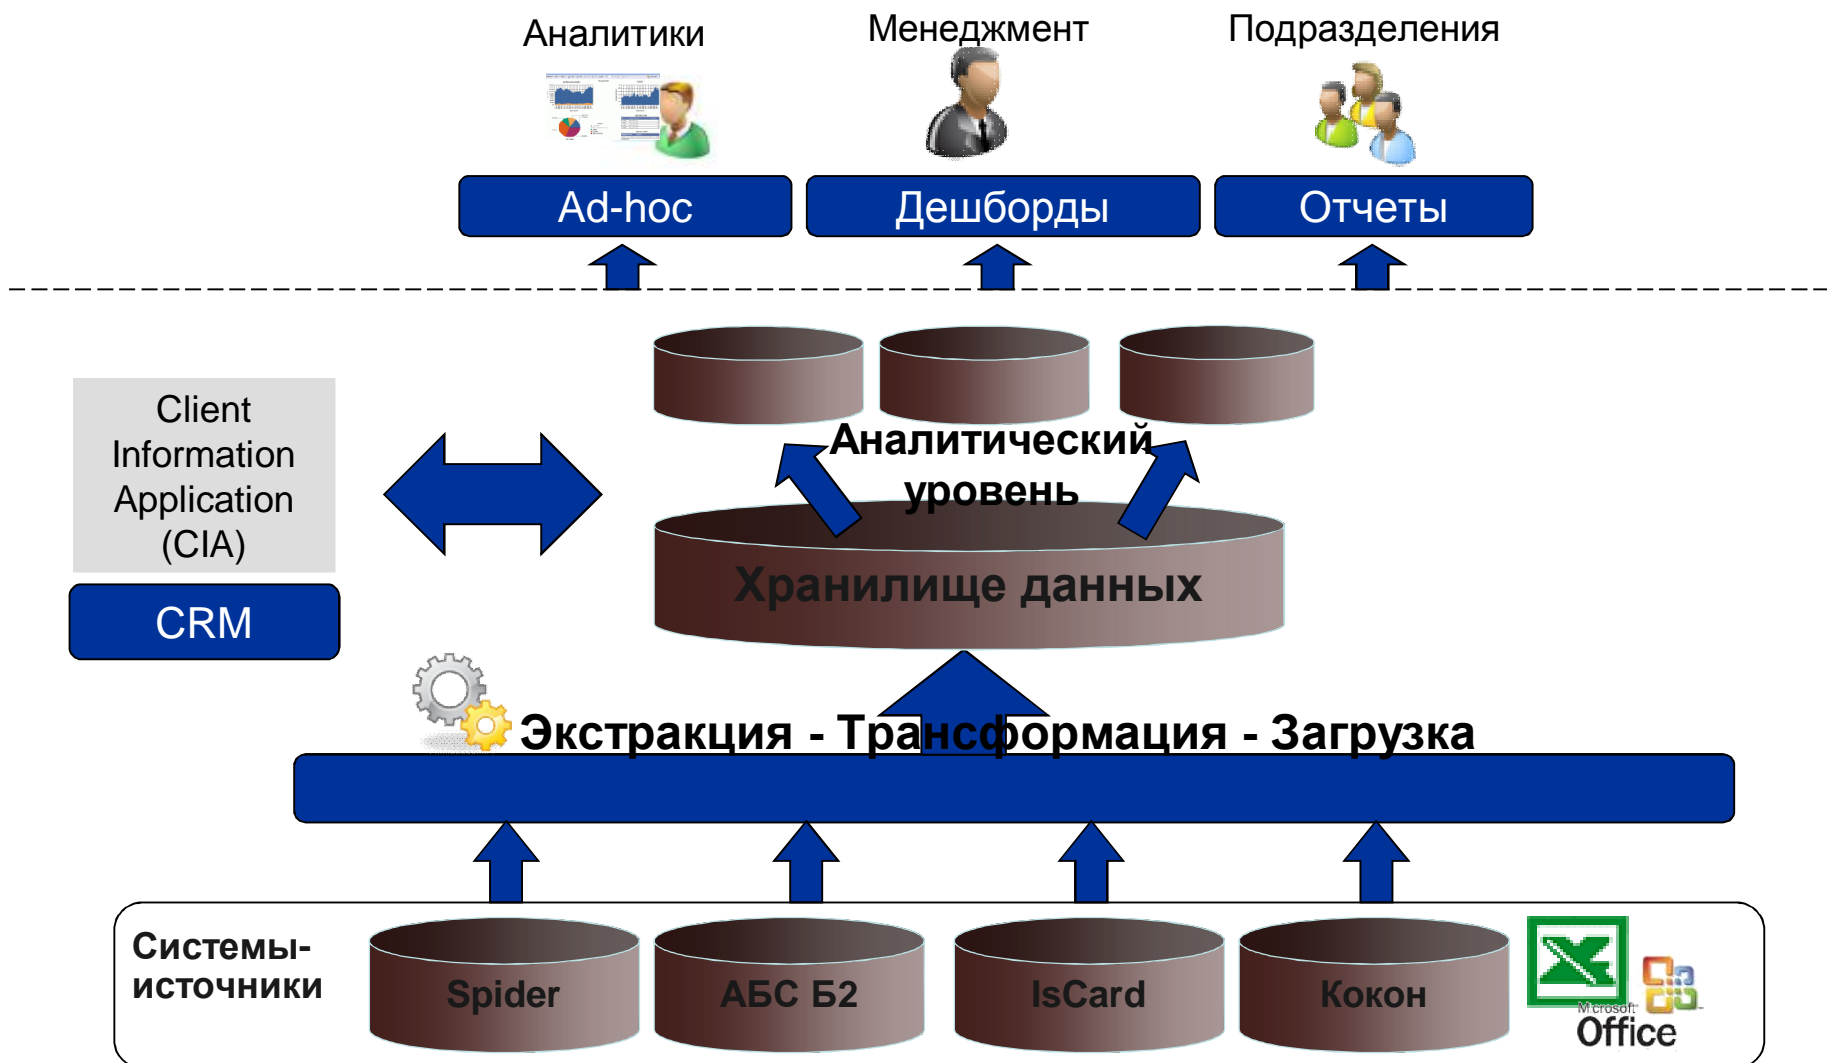 Аналитики
Менеджмент
Подразделения
Ad-hoc
Дешборды
Отчеты
Client
Information
Application
(CIA)
CRM
Аналитический
уровень
Хранилище данных
Экстракция - Трансформация - Загрузка
Системы-
источники
Spider
АБС Б2
IsCard
Кокон
Microsoft
Office